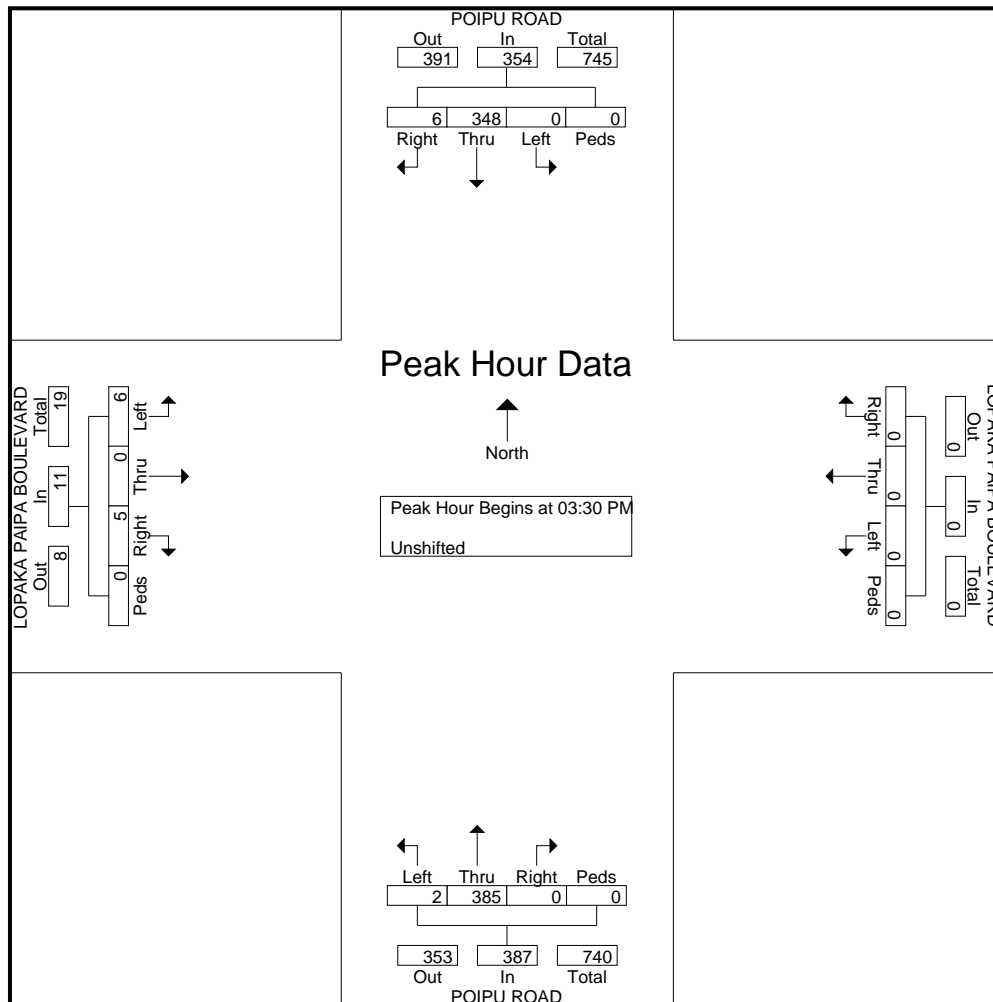 POIPU ROAD
Out In Total
391 354 745
6 348 0 0
Right Thru Left Peds
Peak Hour Data
North
Peak Hour Begins at 03:30 PM
Unshifted
LOPAKA PAIPA BOULEVARD
Out In Total
8 11 19
6 0 5 0
Left Thru Right Peds
LOPAKA PAIPA BOULEVARD
Out In Total
0 0 0
0 0 0 0
Right Thru Left Peds
Left Thru Right Peds
2 385 0 0
353 387 740
Out In Total
POIPU ROAD